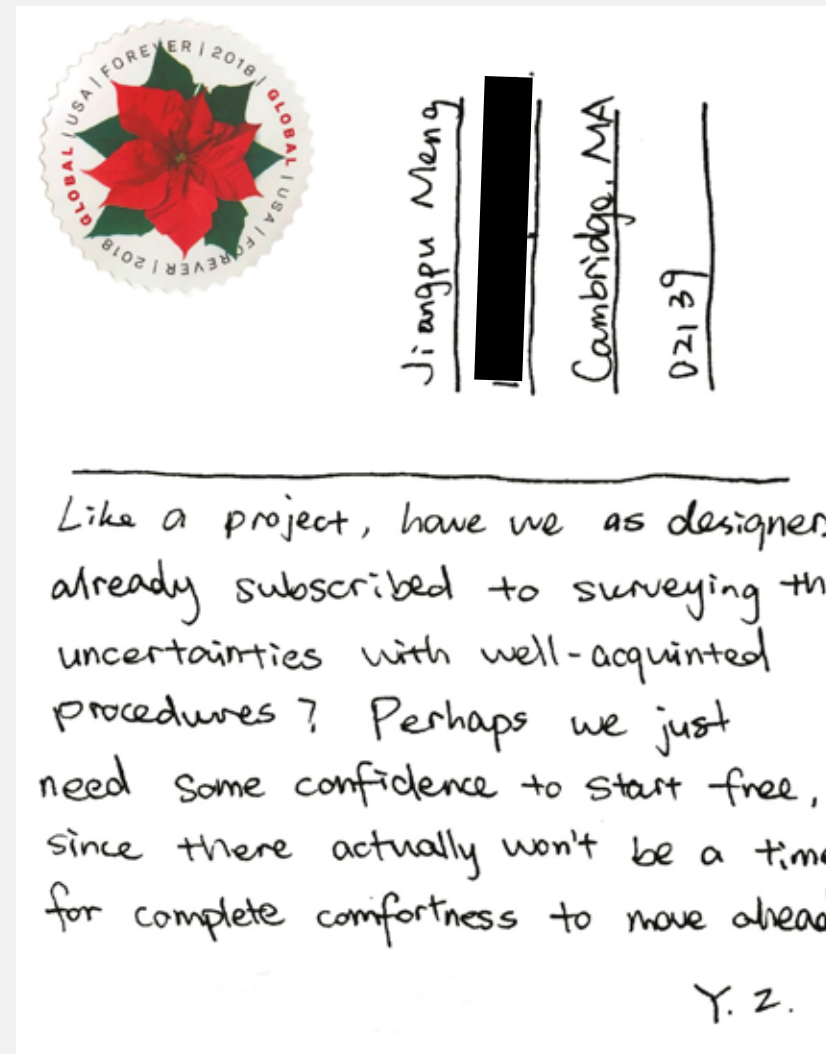 GLOBAL | USA | FOREVER | 2018 | GLOBAL | USA | FOREVER | 2018
Jiangpu Meng
Cambridge, MA
02139
Like a project, have we as designers
already subscribed to surveying th
uncertainties with well-acquinted
procedures? Perhaps we just
need some confidence to start free,
since there actually won't be a time
for complete comfortness to move ahead
Y. Z.